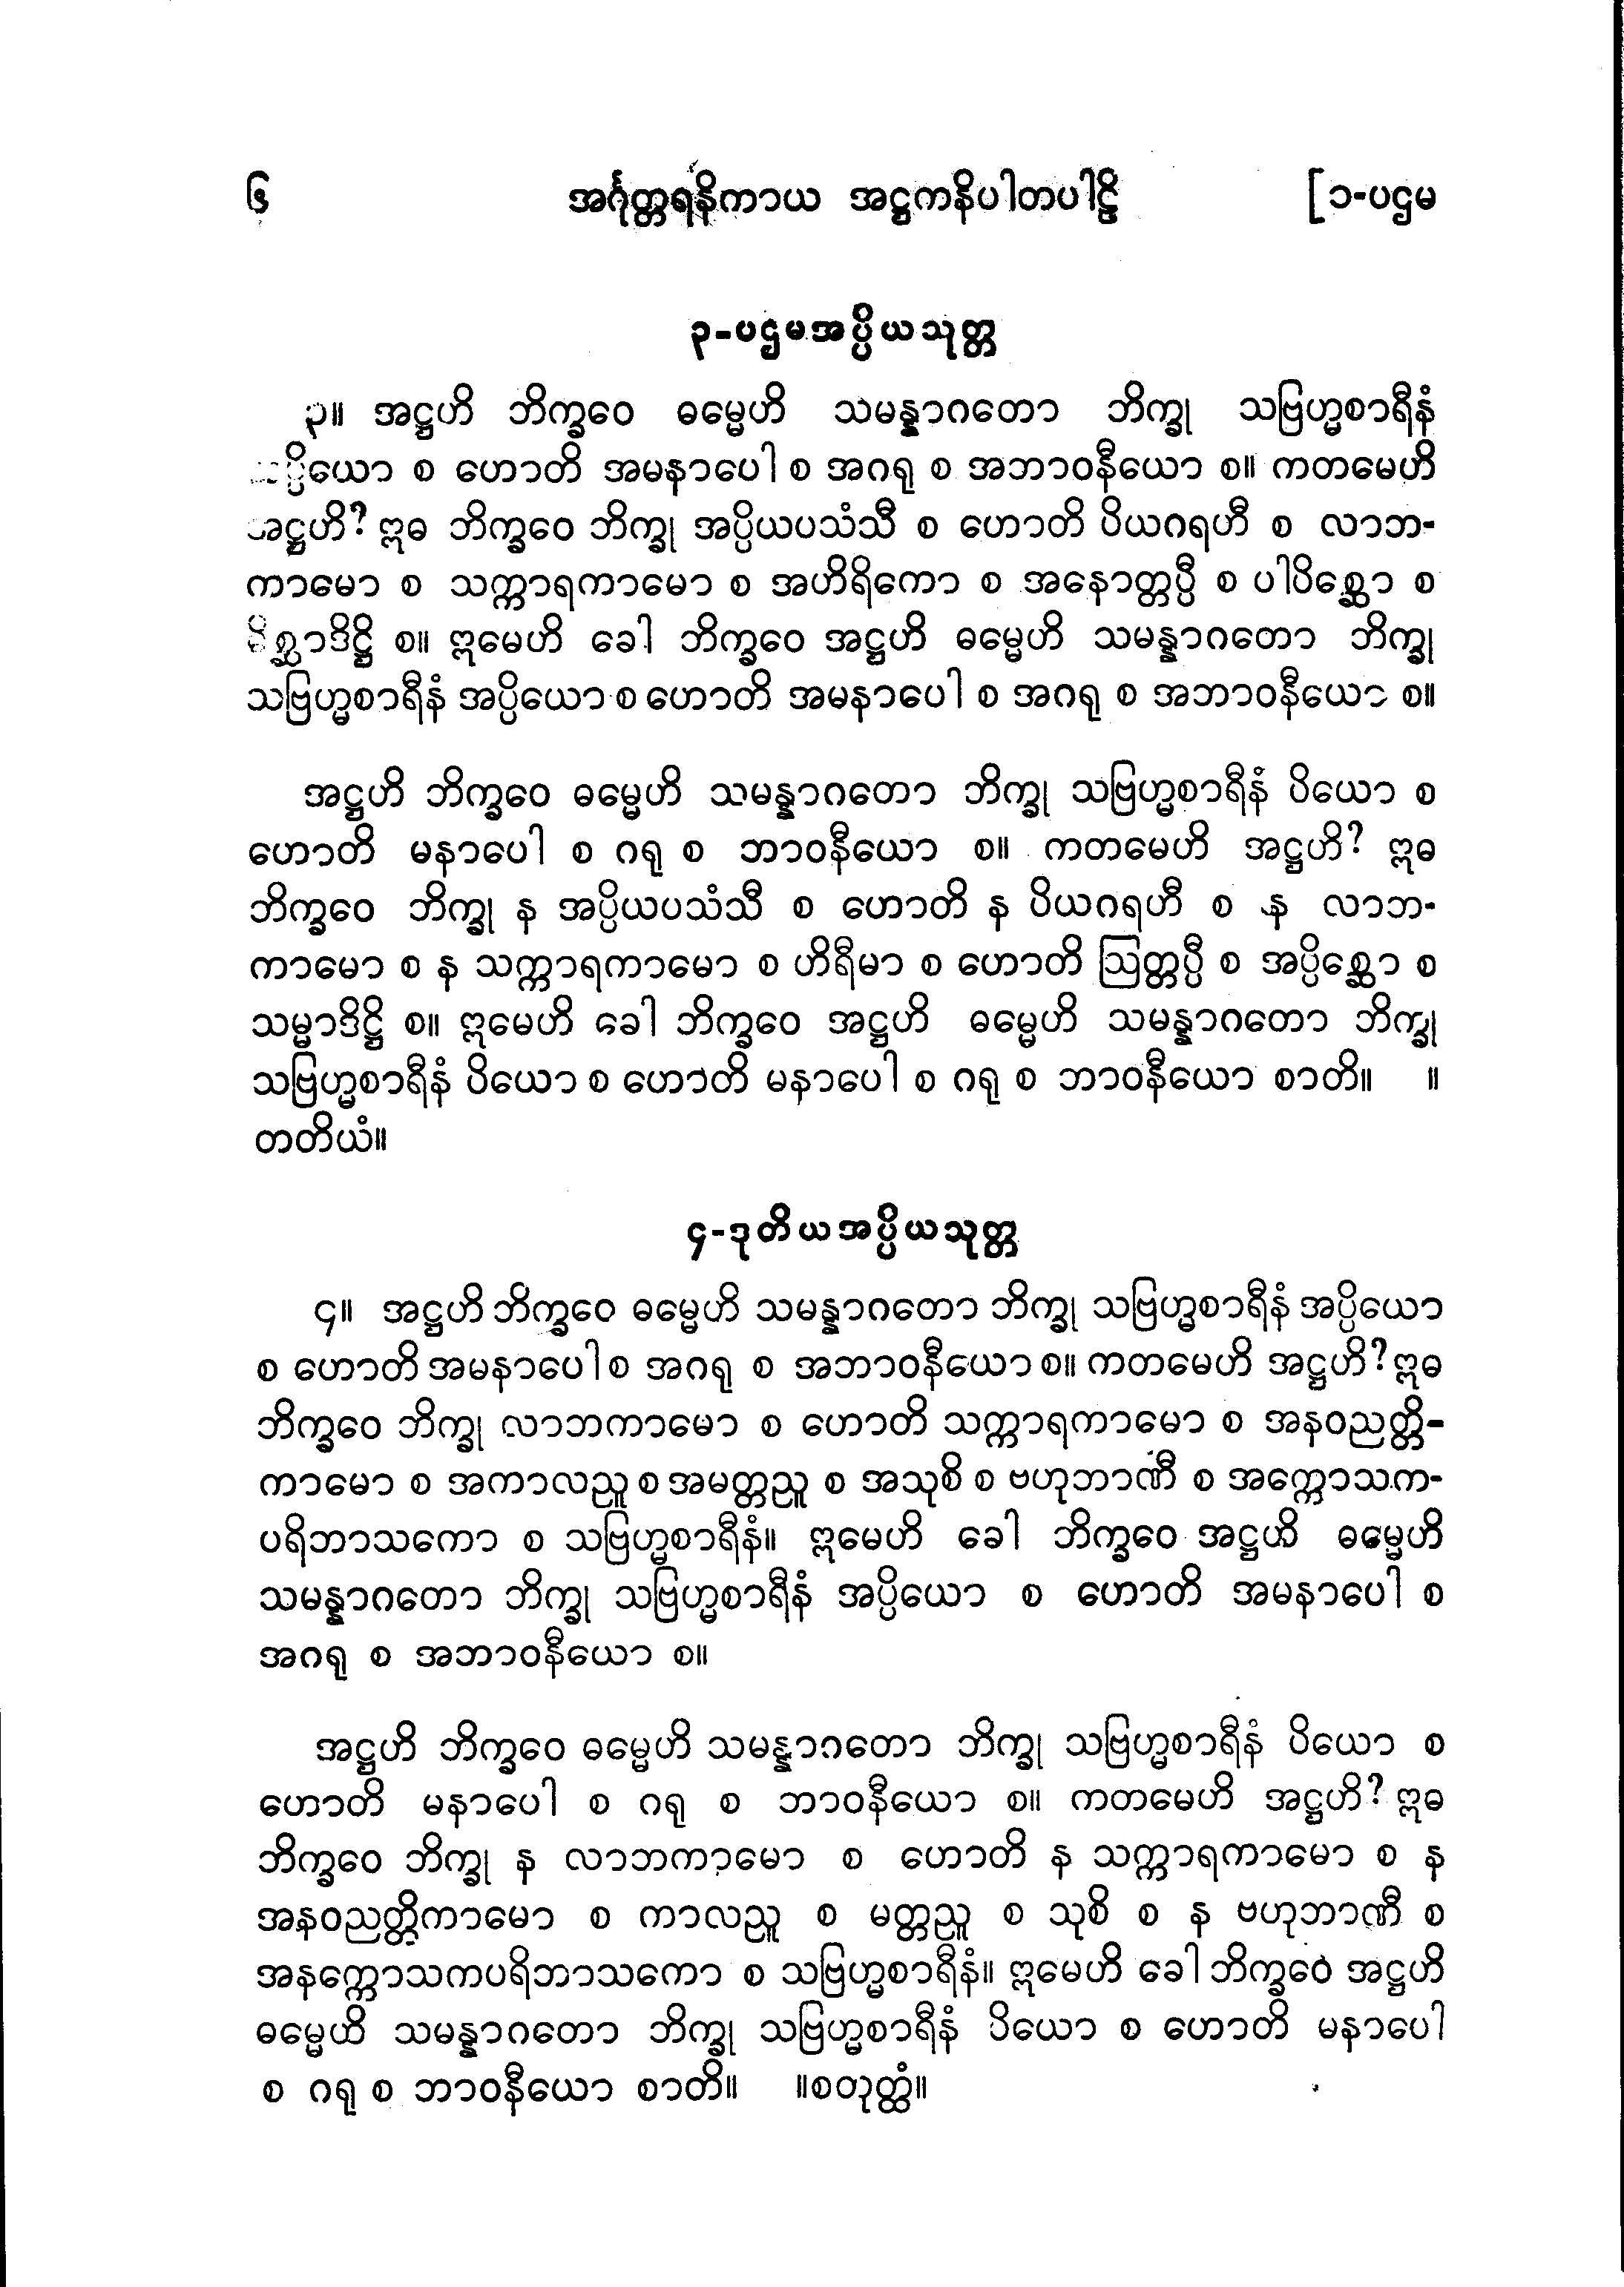 ၆ အင်္ဂုတ္တရနိကာယ အဋ္ဌကနိပါတပါဠိ [၁-ပဌမ
၃-ပဌမအပ္ပိယသုတ္တ
၃။ အဋ္ဌဟိ ဘိက္ခဝေ ဓမ္မေဟိ သမန္နာဂတော ဘိက္ခု သဗြဟ္မစာရီနံ
အပ္ပိယော စ ဟောတိ အမနာပေါ စ အဂရု စ အဘာဝနီယော စ။ ကတမေဟိ
အဋ္ဌဟိ? ဣဓ ဘိက္ခဝေ ဘိက္ခု အပ္ပိယပသံသီ စ ဟောတိ ပိယဂရဟီ စ လာဘ-
ကာမော စ သက္ကာရကာမော စ အဟိရိကော စ အနောတ္တပ္ပီ စ ပါပိစ္ဆော စ
မိစ္ဆာဒိဋ္ဌိ စ။ ဣမေဟိ ခေါ ဘိက္ခဝေ အဋ္ဌဟိ ဓမ္မေဟိ သမန္နာဂတော ဘိက္ခု
သဗြဟ္မစာရီနံ အပ္ပိယော စ ဟောတိ အမနာပေါ စ အဂရု စ အဘာဝနီယော စ။
အဋ္ဌဟိ ဘိက္ခဝေ ဓမ္မေဟိ သမန္နာဂတော ဘိက္ခု သဗြဟ္မစာရီနံ ပိယော စ
ဟောတိ မနာပေါ စ ဂရု စ ဘာဝနီယော စ။ ကတမေဟိ အဋ္ဌဟိ? ဣဓ
ဘိက္ခဝေ ဘိက္ခု န အပ္ပိယပသံသီ စ ဟောတိ န ပိယဂရဟီ စ န လာဘ-
ကာမော စ န သက္ကာရကာမော စ ဟိရီမာ စ ဟောတိ ဩတ္တပ္ပီ စ အပ္ပိစ္ဆော စ
သမ္မာဒိဋ္ဌိ စ။ ဣမေဟိ ခေါ ဘိက္ခဝေ အဋ္ဌဟိ ဓမ္မေဟိ သမန္နာဂတော ဘိက္ခု
သဗြဟ္မစာရီနံ ပိယော စ ဟောတိ မနာပေါ စ ဂရု စ ဘာဝနီယော စာတိ။ ။
တတိယံ။
၄-ဒုတိယအပ္ပိယသုတ္တ
၄။ အဋ္ဌဟိ ဘိက္ခဝေ ဓမ္မေဟိ သမန္နာဂတော ဘိက္ခု သဗြဟ္မစာရီနံ အပ္ပိယော
စ ဟောတိ အမနာပေါ စ အဂရု စ အဘာဝနီယော စ။ ကတမေဟိ အဋ္ဌဟိ? ဣဓ
ဘိက္ခဝေ ဘိက္ခု လာဘကာမော စ ဟောတိ သက္ကာရကာမော စ အနဝညတ္တိ-
ကာမော စ အကာလညူ စ အမတ္တညူ စ အသုစိ စ ဗဟုဘာဏီ စ အက္ကောသက-
ပရိဘာသကော စ သဗြဟ္မစာရီနံ။ ဣမေဟိ ခေါ ဘိက္ခဝေ အဋ္ဌဟိ ဓမ္မေဟိ
သမန္နာဂတော ဘိက္ခု သဗြဟ္မစာရီနံ အပ္ပိယော စ ဟောတိ အမနာပေါ စ
အဂရု စ အဘာဝနီယော စ။
အဋ္ဌဟိ ဘိက္ခဝေ ဓမ္မေဟိ သမန္နာဂတော ဘိက္ခု သဗြဟ္မစာရီနံ ပိယော စ
ဟောတိ မနာပေါ စ ဂရု စ ဘာဝနီယော စ။ ကတမေဟိ အဋ္ဌဟိ? ဣဓ
ဘိက္ခဝေ ဘိက္ခု န လာဘကာမော စ ဟောတိ န သက္ကာရကာမော စ န
အနဝညတ္တိကာမော စ ကာလညူ စ မတ္တညူ စ သုစိ စ န ဗဟုဘာဏီ စ
အနက္ကောသကပရိဘာသကော စ သဗြဟ္မစာရီနံ။ ဣမေဟိ ခေါ ဘိက္ခဝေ အဋ္ဌဟိ
ဓမ္မေဟိ သမန္နာဂတော ဘိက္ခု သဗြဟ္မစာရီနံ ပိယော စ ဟောတိ မနာပေါ
စ ဂရု စ ဘာဝနီယော စာတိ။ ။စတုတ္ထံ။